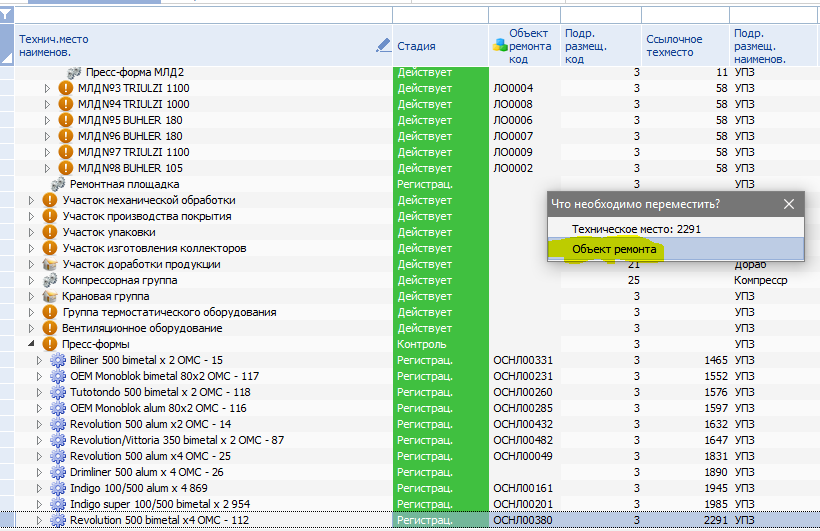 Технич.место наименов. Стадия Объект ремонта код Подр. размещ. код Ссылочное техместо Подр. размещ. наименов.
Пресс-форма МЛД2 Действует 3 11 УПЗ
МЛД№3 TRIULZI 1100 Действует ЛО0004 3 58 УПЗ
МЛД№4 TRIULZI 1000 Действует ЛО0008 3 58 УПЗ
МЛД№5 BUHLER 180 Действует ЛО0006 3 58 УПЗ
МЛД№6 BUHLER 180 Действует ЛО0007 3 58 УПЗ
МЛД№7 TRIULZI 1100 Действует ЛО0009 3 58 УПЗ
МЛД№8 BUHLER 105 Действует ЛО0002 3 58 УПЗ
Ремонтная площадка Регистрац. 3 УПЗ
Участок механической обработки Действует
Что необходимо переместить?
Участок производства покрытия Действует
Участок упаковки Действует
Техническое место: 2291
Участок изготовления коллекторов Действует
Объект ремонта
Участок доработки продукции Действует 21 Дораб
Компрессорная группа Действует 25 Компресср
Крановая группа Действует 3 УПЗ
Группа термостатического оборудования Действует 3 УПЗ
Вентиляционное оборудование Действует 3 УПЗ
Пресс-формы Контроль 3 УПЗ
Biliner 500 bimetal x 2 ОМС - 15 Регистрац. ОСНЛ00331 3 1465 УПЗ
OEM Monoblok bimetal 80x2 ОМС - 117 Регистрац. ОСНЛ00231 3 1552 УПЗ
Tutotondo 500 bimetal x 2 ОМС - 118 Регистрац. ОСНЛ00260 3 1576 УПЗ
OEM Monoblok alum 80x2 ОМС - 116 Регистрац. ОСНЛ00285 3 1597 УПЗ
Revolution 500 alum x2 ОМС - 14 Регистрац. ОСНЛ00432 3 1632 УПЗ
Revolution/Vittoria 350 bimetal x 2 ОМС - 87 Регистрац. ОСНЛ00482 3 1647 УПЗ
Revolution 500 alum x4 ОМС - 25 Регистрац. ОСНЛ00049 3 1831 УПЗ
Drimliner 500 alum x 4 ОМС - 26 Регистрац. 3 1890 УПЗ
Indigo 100/500 alum x 4 869 Регистрац. ОСНЛ00161 3 1945 УПЗ
Indigo super 100/500 bimetal x 2 954 Регистрац. ОСНЛ00201 3 1985 УПЗ
Revolution 500 bimetal x4 ОМС - 112 Регистрац. ОСНЛ00380 3 2291 УПЗ